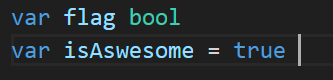 var flag bool
var isAswesome = true